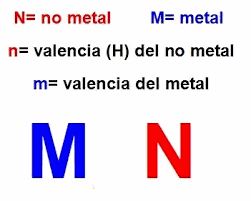 N= no metal M= metal
n= valencia (H) del no metal
m= valencia del metal
M N